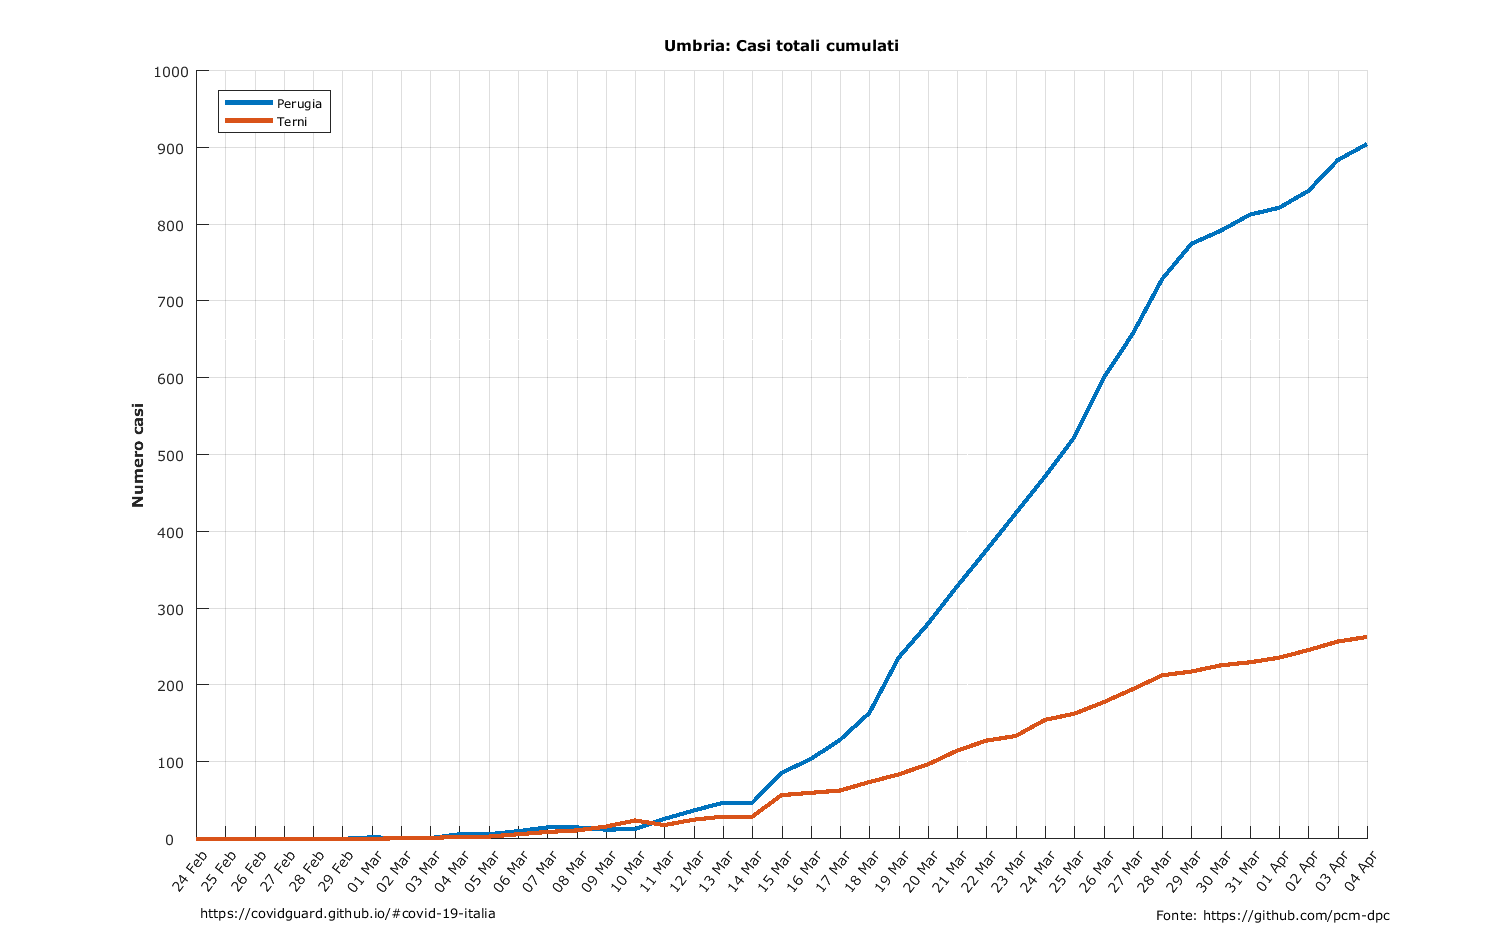 Umbria: Casi totali cumulati
Perugia
Terni
Numero casi
1000
900
800
700
600
500
400
300
200
100
0
24 Feb
25 Feb
26 Feb
27 Feb
28 Feb
29 Feb
01 Mar
02 Mar
03 Mar
04 Mar
05 Mar
06 Mar
07 Mar
08 Mar
09 Mar
10 Mar
11 Mar
12 Mar
13 Mar
14 Mar
15 Mar
16 Mar
17 Mar
18 Mar
19 Mar
20 Mar
21 Mar
22 Mar
23 Mar
24 Mar
25 Mar
26 Mar
27 Mar
28 Mar
29 Mar
30 Mar
31 Mar
01 Apr
02 Apr
03 Apr
04 Apr
https://covidguard.github.io/#covid-19-italia
Fonte: https://github.com/pcm-dpc